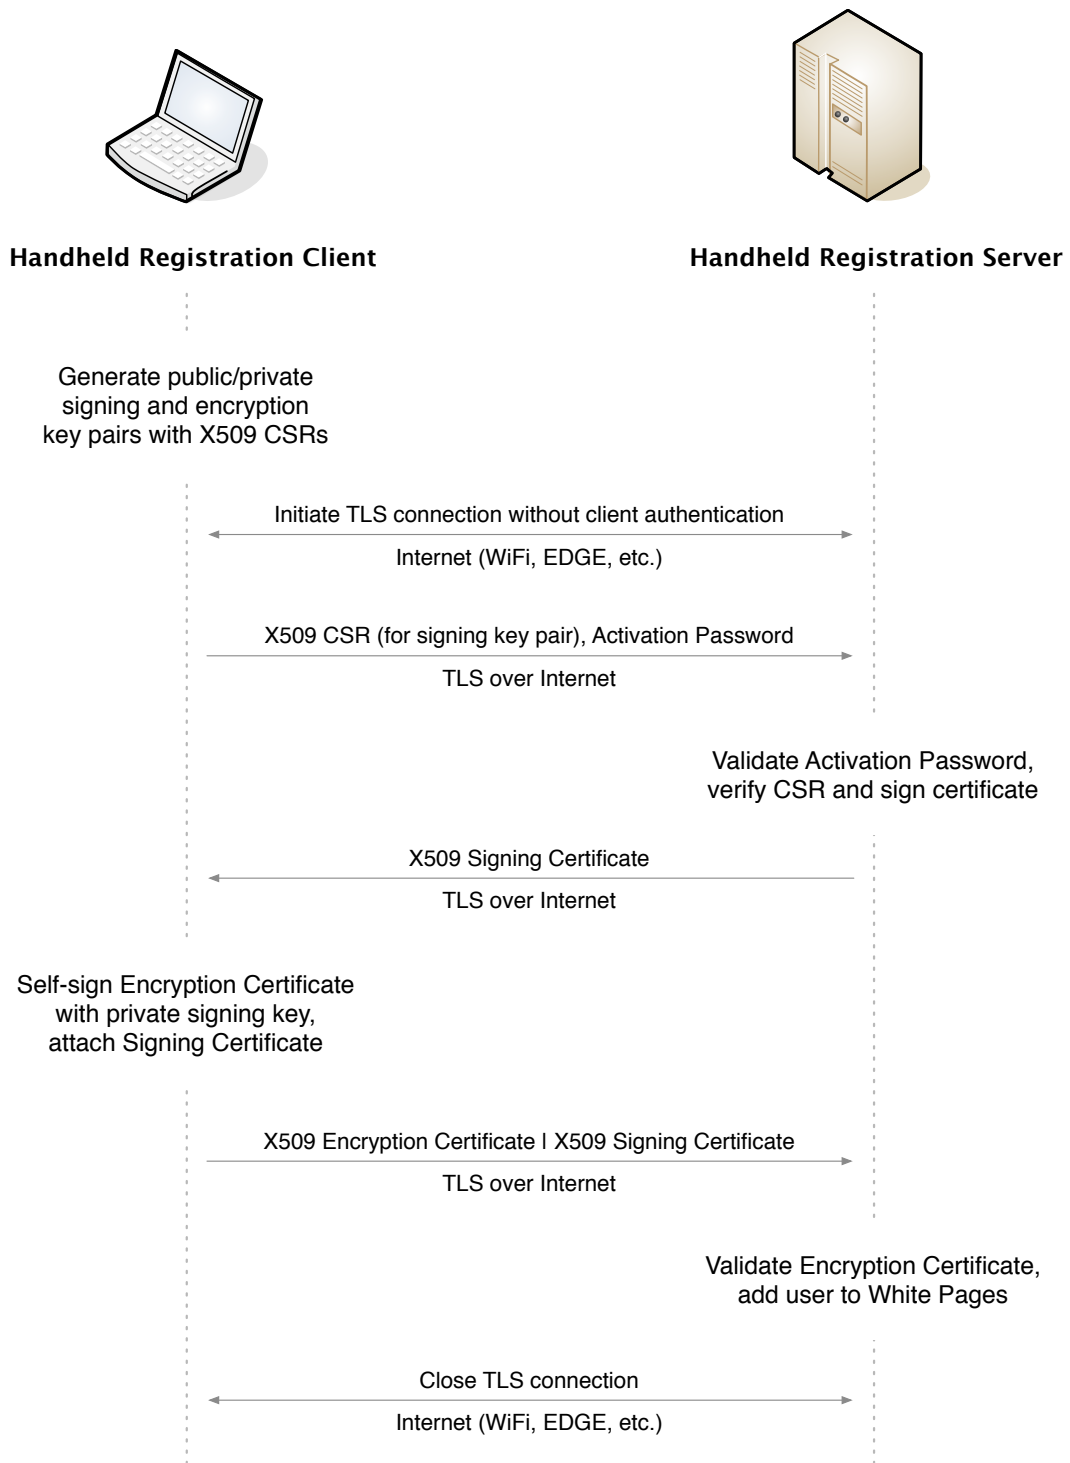 Handheld Registration Client
Handheld Registration Server
Generate public/private
signing and encryption
key pairs with X509 CSRs
Initiate TLS connection without client authentication
Internet (WiFi, EDGE, etc.)
X509 CSR (for signing key pair), Activation Password
TLS over Internet
Validate Activation Password,
verify CSR and sign certificate
X509 Signing Certificate
TLS over Internet
Self-sign Encryption Certificate
with private signing key,
attach Signing Certificate
X509 Encryption Certificate | X509 Signing Certificate
TLS over Internet
Validate Encryption Certificate,
add user to White Pages
Close TLS connection
Internet (WiFi, EDGE, etc.)